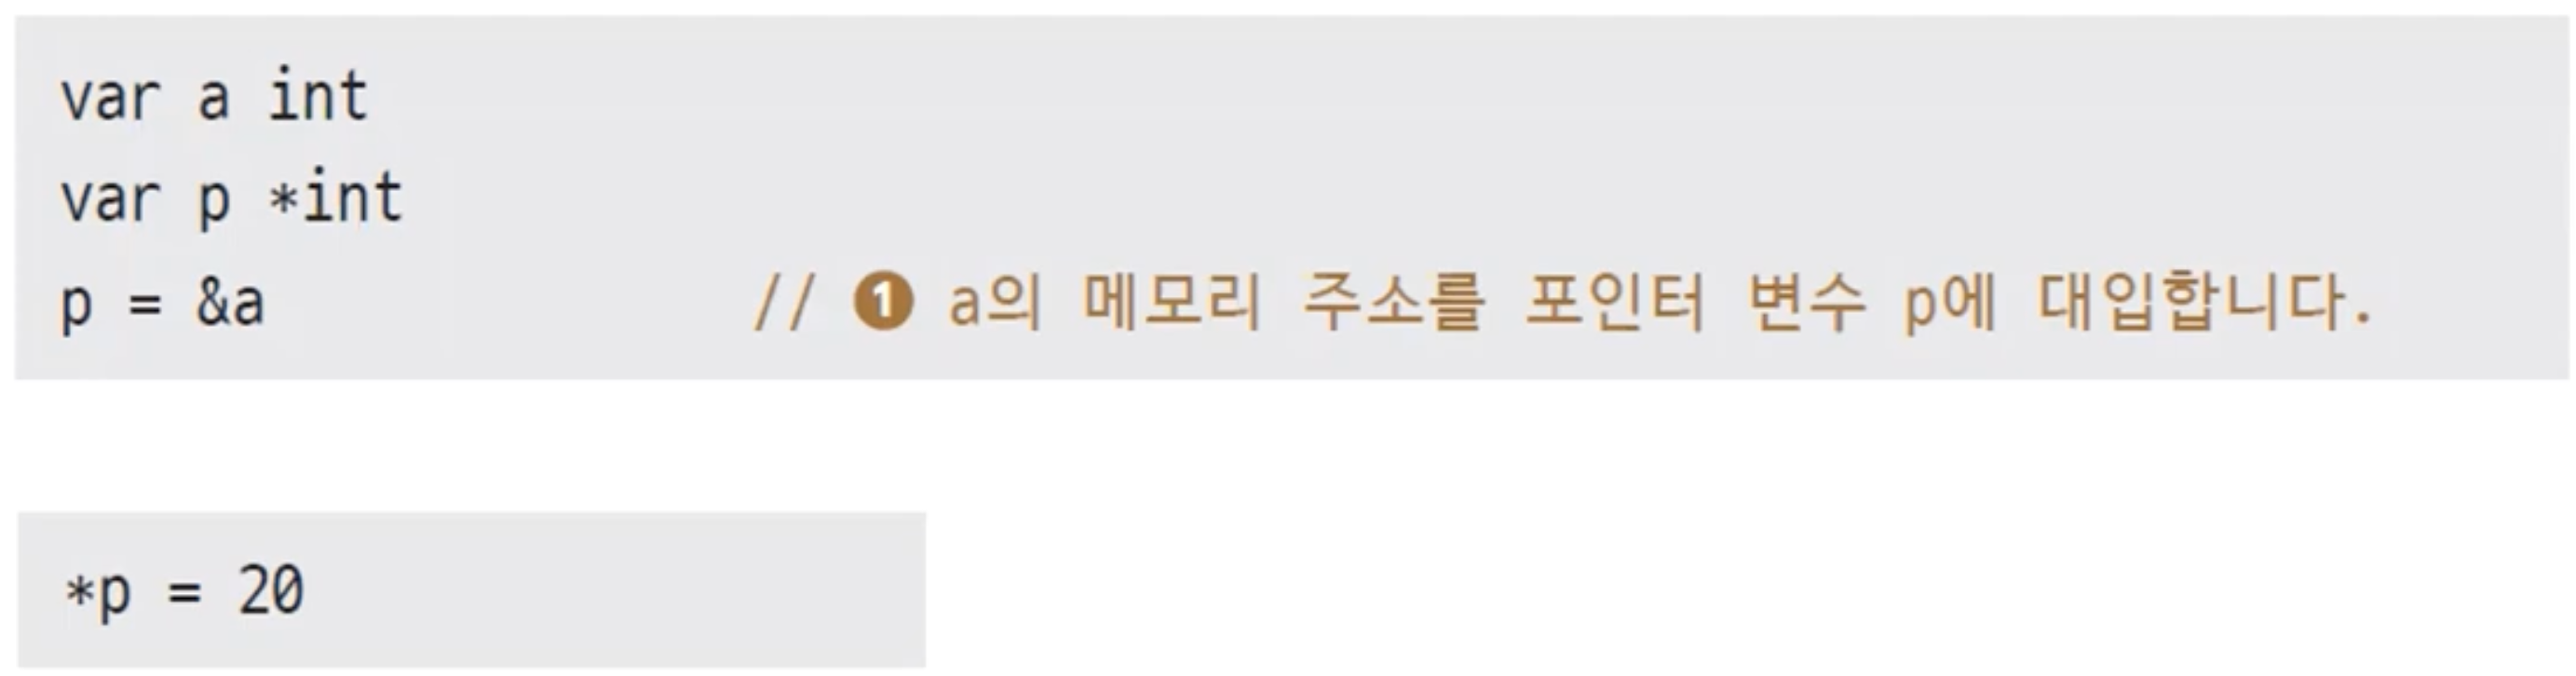 var a int
var p *int
p = &a // ❶ a의 메모리 주소를 포인터 변수 p에 대입합니다.
*p = 20